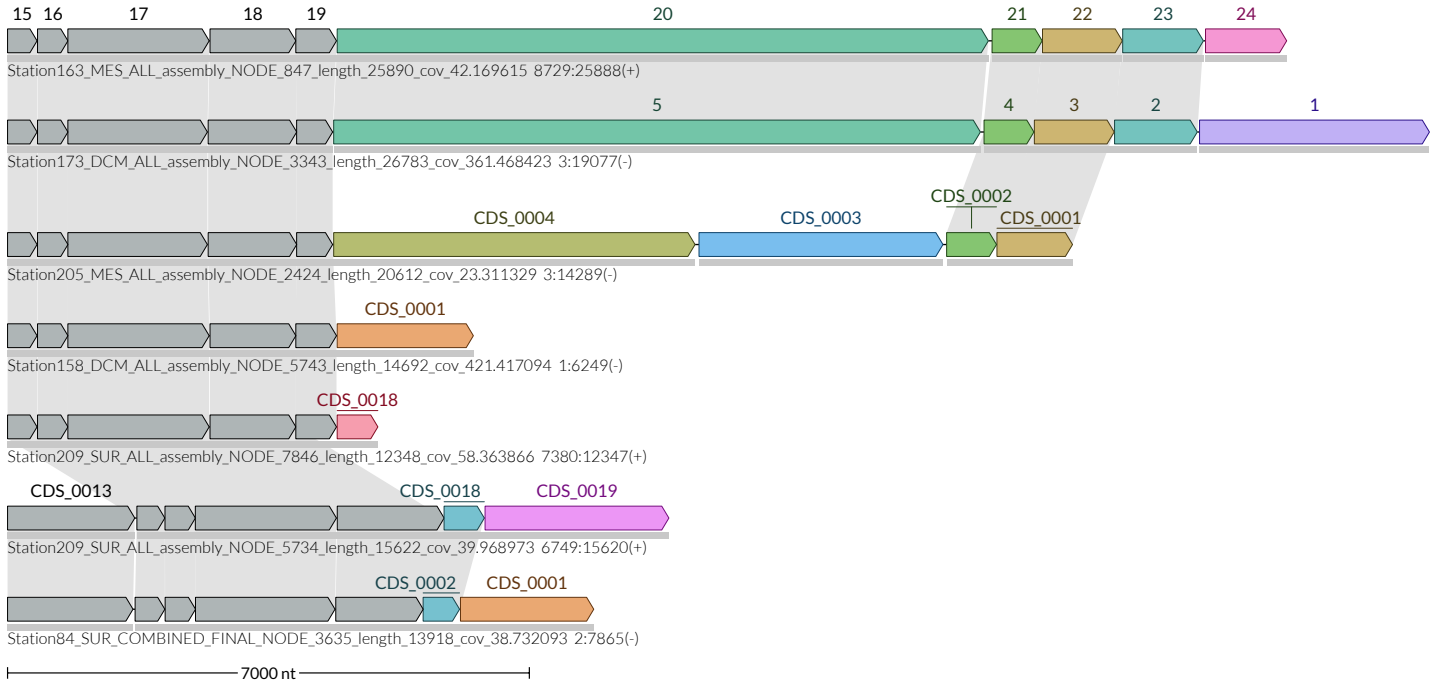 15 16 17 18 19 20 21 22 23 24
Station163_MES_ALL_assembly_NODE_847_length_25890_cov_42.169615 8729:25888(+)
5 4 3 2 1
Station173_DCM_ALL_assembly_NODE_3343_length_26783_cov_361.468423 3:19077(-)
CDS_0002
CDS_0004 CDS_0003 CDS_0001
Station205_MES_ALL_assembly_NODE_2424_length_20612_cov_23.311329 3:14289(-)
CDS_0001
Station158_DCM_ALL_assembly_NODE_5743_length_14692_cov_421.417094 1:6249(-)
CDS_0018
Station209_SUR_ALL_assembly_NODE_7846_length_12348_cov_58.363866 7380:12347(+)
CDS_0013 CDS_0018 CDS_0019
Station209_SUR_ALL_assembly_NODE_5734_length_15622_cov_39.968973 6749:15620(+)
CDS_0002 CDS_0001
Station84_SUR_COMBINED_FINAL_NODE_3635_length_13918_cov_38.732093 2:7865(-)
7000 nt